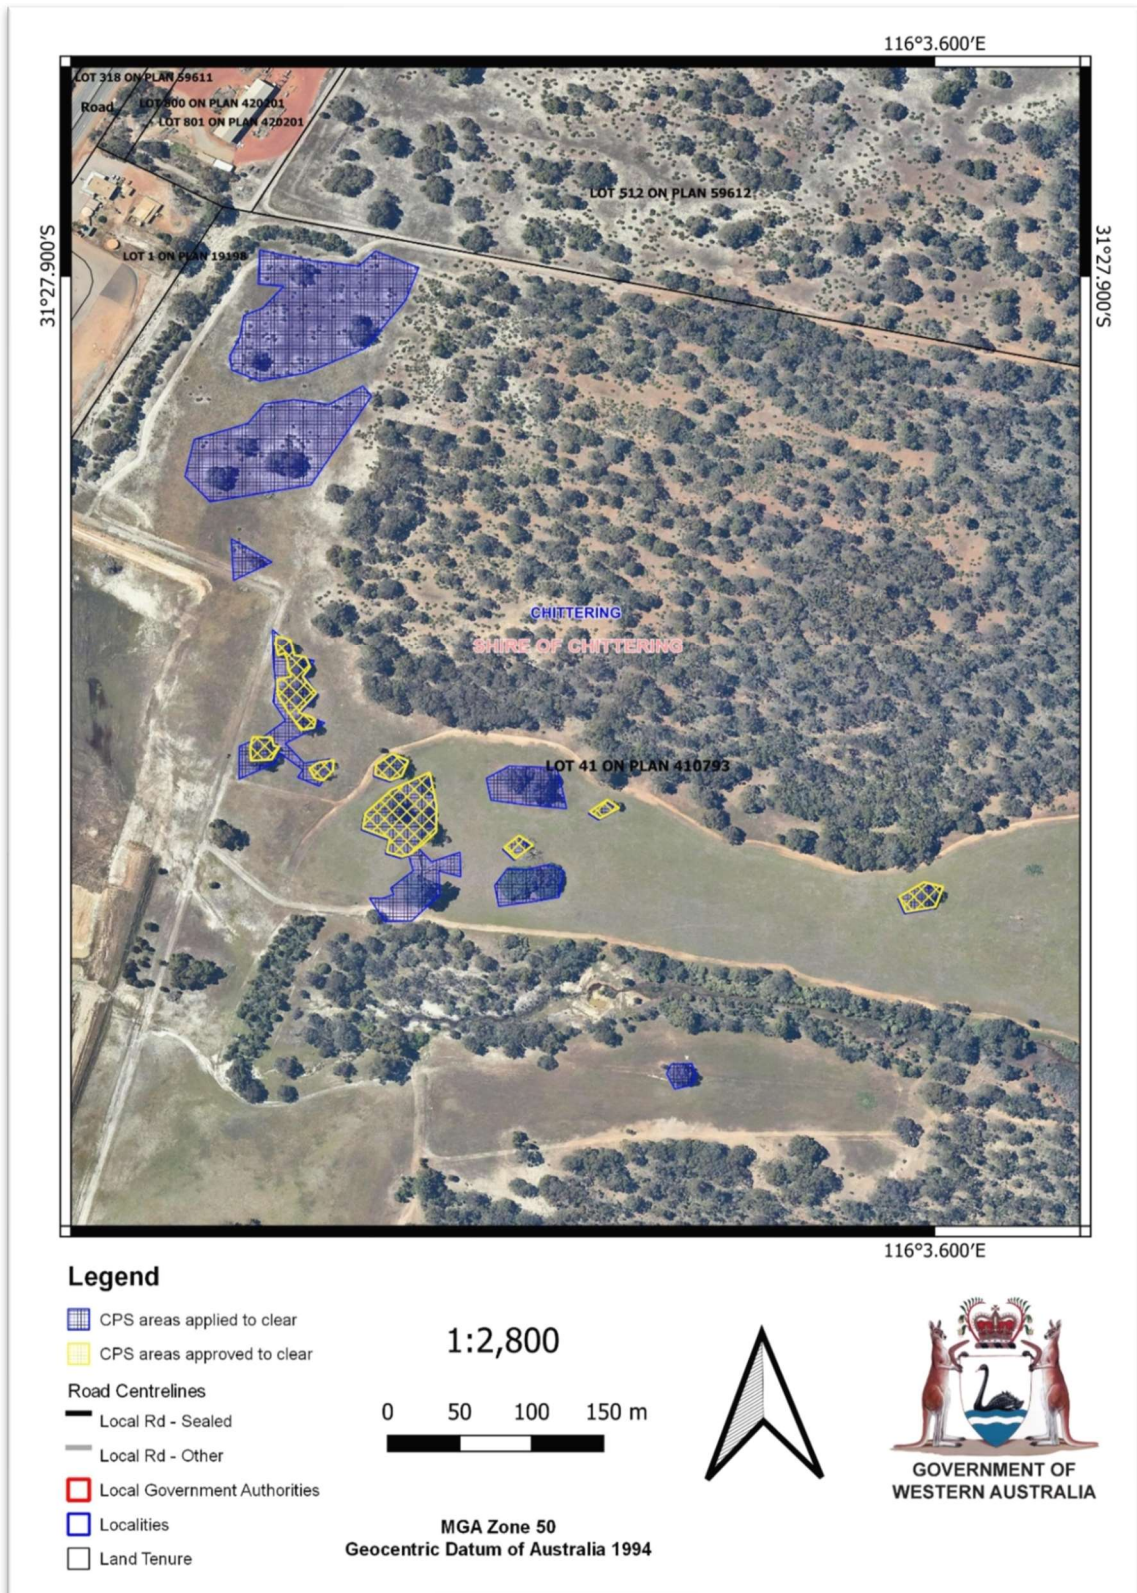 116°3.600′E
LOT 318 ON PLAN 59611
Road
LOT 800 ON PLAN 420201
LOT 801 ON PLAN 420201
LOT 512 ON PLAN 59612
31°27.900′S
31°27.900′S
LOT 1 ON PLAN 19198
CHITTERING
SHIRE OF CHITTERING
LOT 41 ON PLAN 410793
116°3.600′E
Legend
CPS areas applied to clear
CPS areas approved to clear
Road Centrelines
Local Rd - Sealed
Local Rd - Other
Local Government Authorities
Localities
Land Tenure
1:2,800
0 50 100 150 m
MGA Zone 50
Geocentric Datum of Australia 1994
GOVERNMENT OF
WESTERN AUSTRALIA